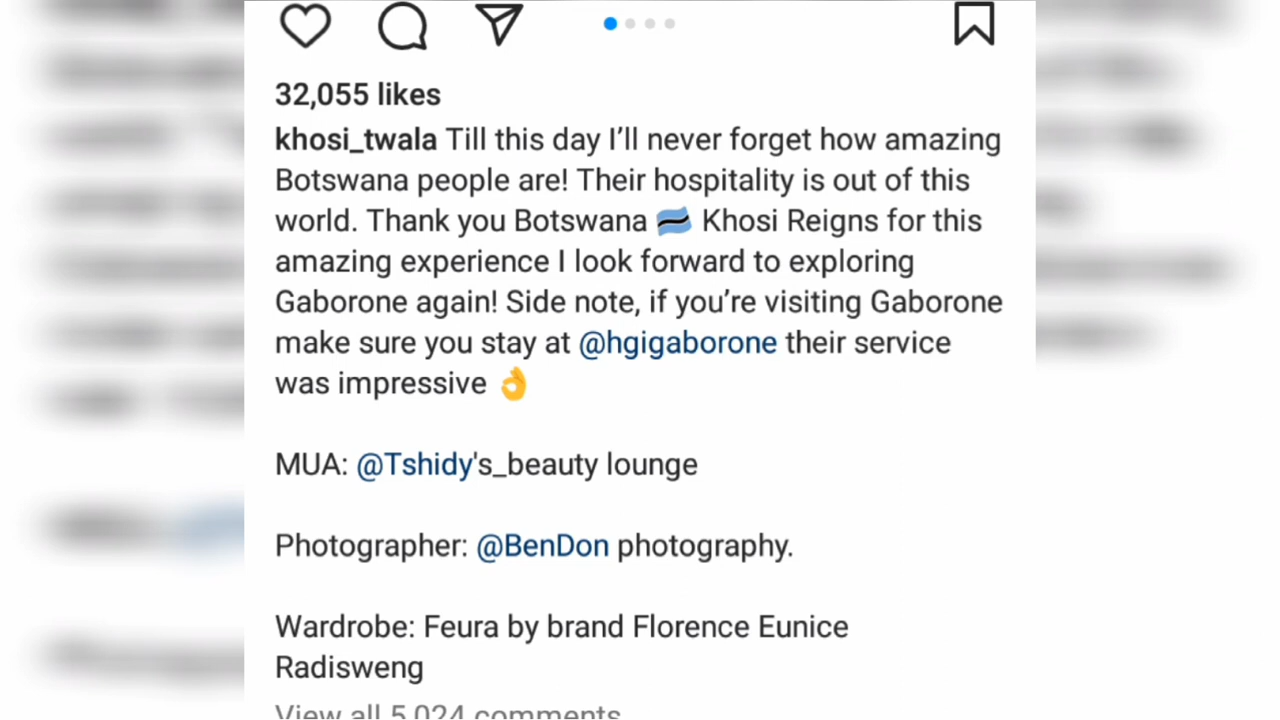 32,055 likes
khosi_twala Till this day I’ll never forget how amazing
Botswana people are! Their hospitality is out of this
world. Thank you Botswana 🇧🇼 Khosi Reigns for this
amazing experience I look forward to exploring
Gaborone again! Side note, if you’re visiting Gaborone
make sure you stay at @hgigaborone their service
was impressive 👌
MUA: @Tshidy's_beauty lounge
Photographer: @BenDon photography.
Wardrobe: Feura by brand Florence Eunice
Radisweng
View all 5,024 comments